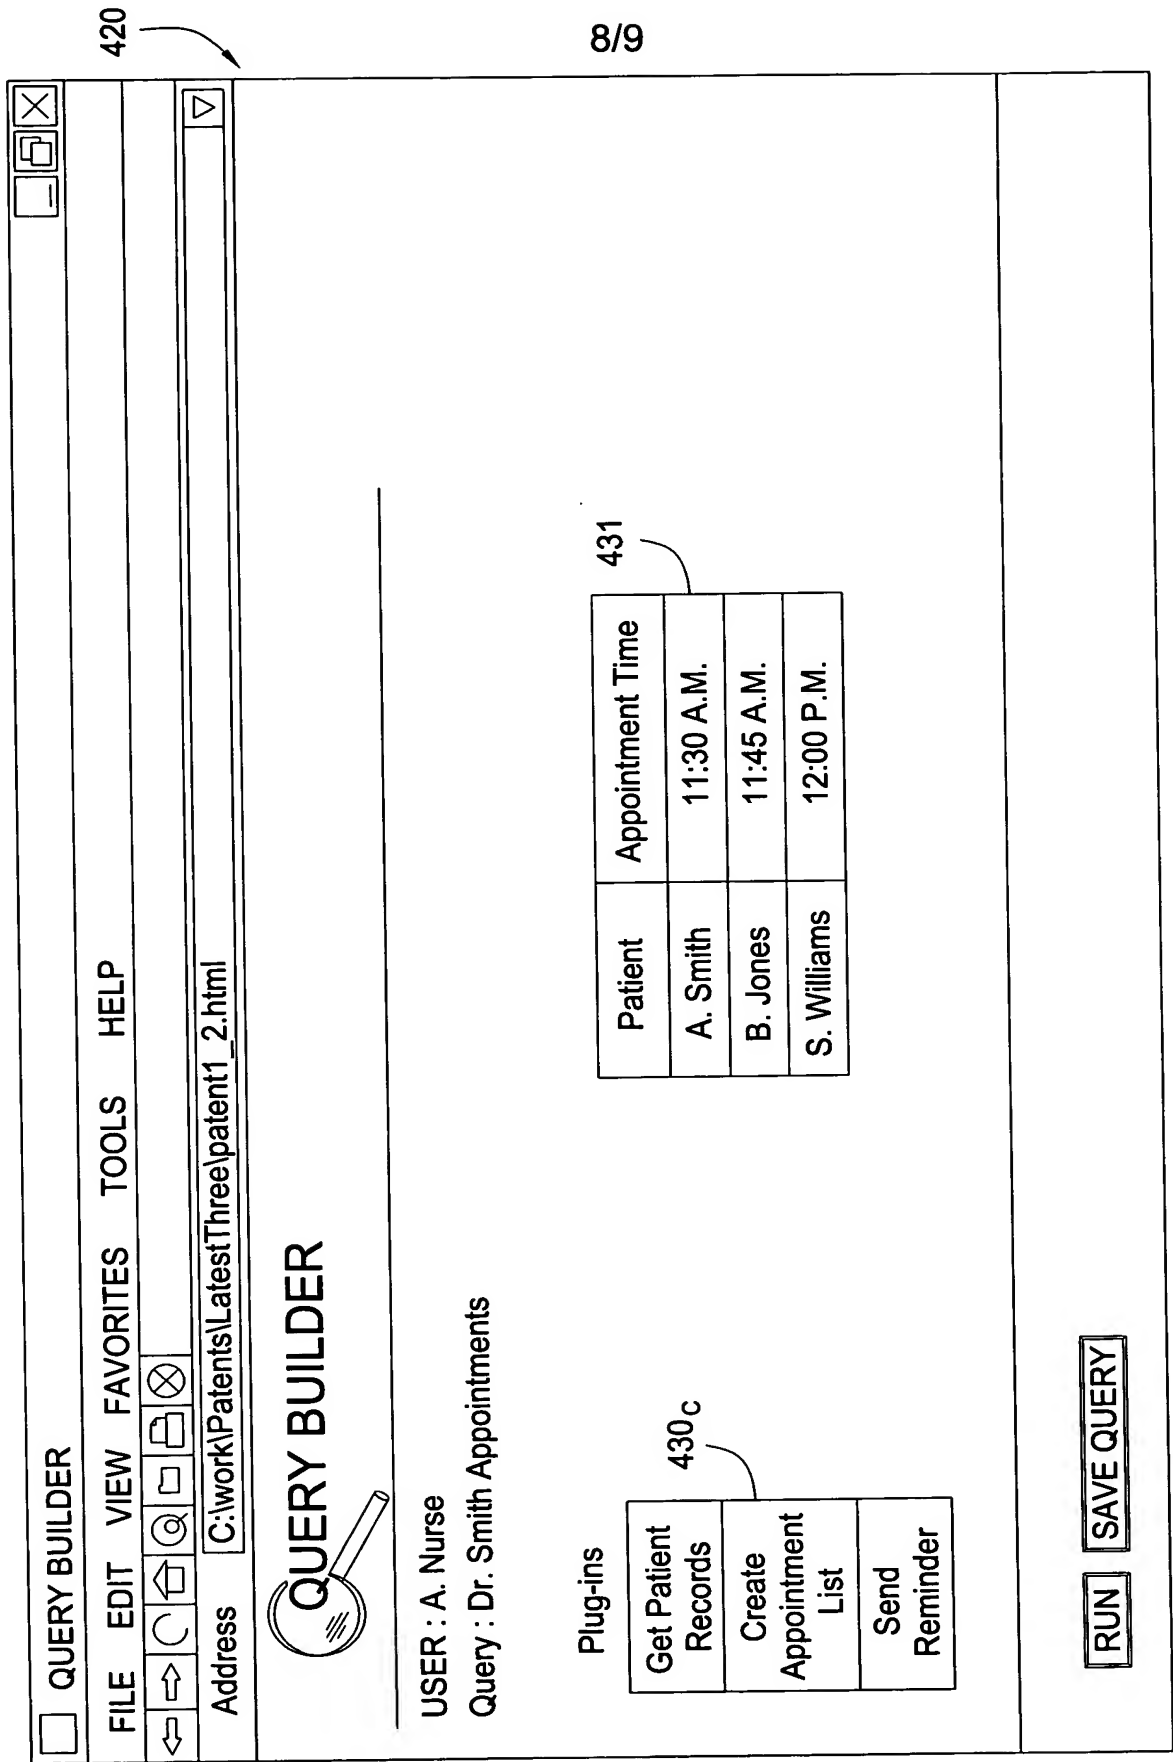 8/9
420
QUERY BUILDER
FILE EDIT VIEW FAVORITES TOOLS HELP
Address C:\work\Patents\LatestThree\patent1_2.html
QUERY BUILDER
USER : A. Nurse
Query : Dr. Smith Appointments
Plug-ins
430C
Get Patient
Records
Create
Appointment
List
Send
Reminder
431
Patient Appointment Time
A. Smith 11:30 A.M.
B. Jones 11:45 A.M.
S. Williams 12:00 P.M.
RUN SAVE QUERY